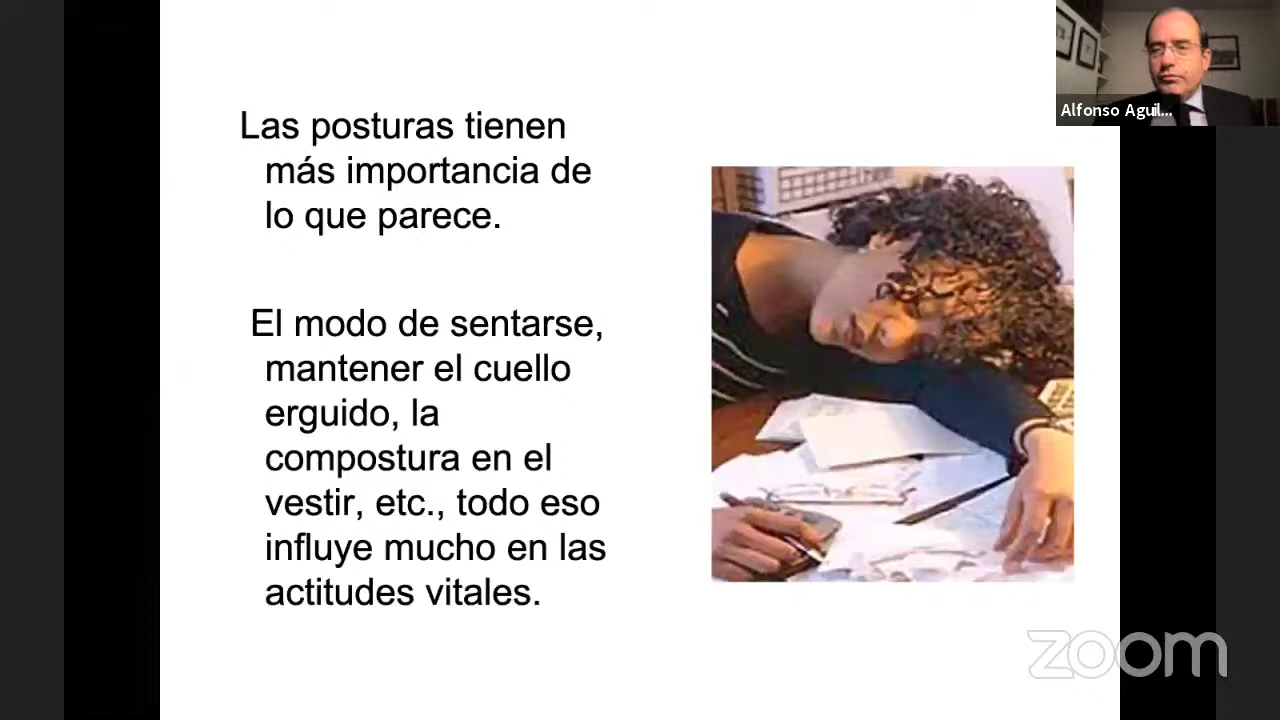 Alfonso Aguil...
Las posturas tienen
más importancia de
lo que parece.
El modo de sentarse,
mantener el cuello
erguido, la
compostura en el
vestir, etc., todo eso
influye mucho en las
actitudes vitales.
zoom